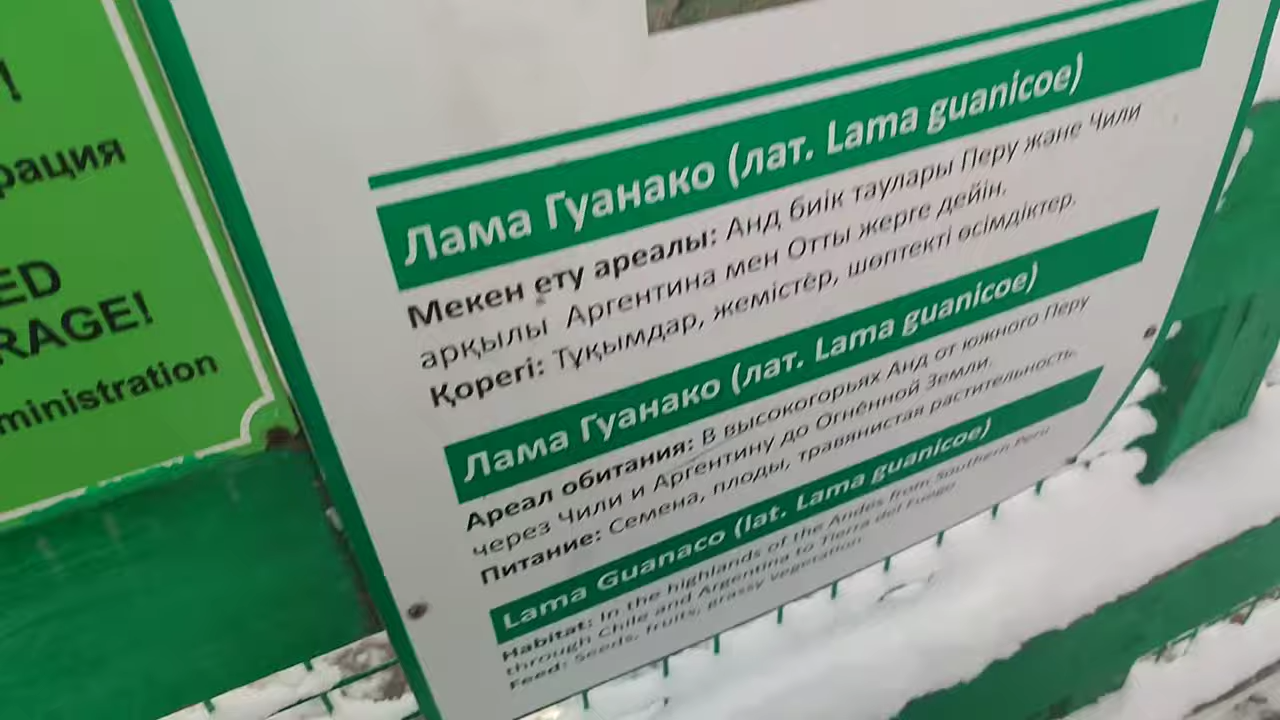 !
рация
ED
RAGE!
ministration
Лама Гуанако (лат. Lama guanicoe)
Мекен ету ареалы: Анд биік таулары Перу және Чили
арқылы Аргентина мен Отты жерге дейін.
Қорегі: Тұқымдар, жемістер, шөптекті өсімдіктер.
Лама Гуанако (лат. Lama guanicoe)
Ареал обитания: В высокогорьях Анд от южного Перу
через Чили и Аргентину до Огнённой Земли.
Питание: Семена, плоды, травянистая растительность.
Lama Guanaco (lat. Lama guanicoe)
Habitat: In the highlands of the Andes from Southern Peru
through Chile and Argentina to Tierra del Fuego
Feed: Seeds, fruits, grassy vegetation